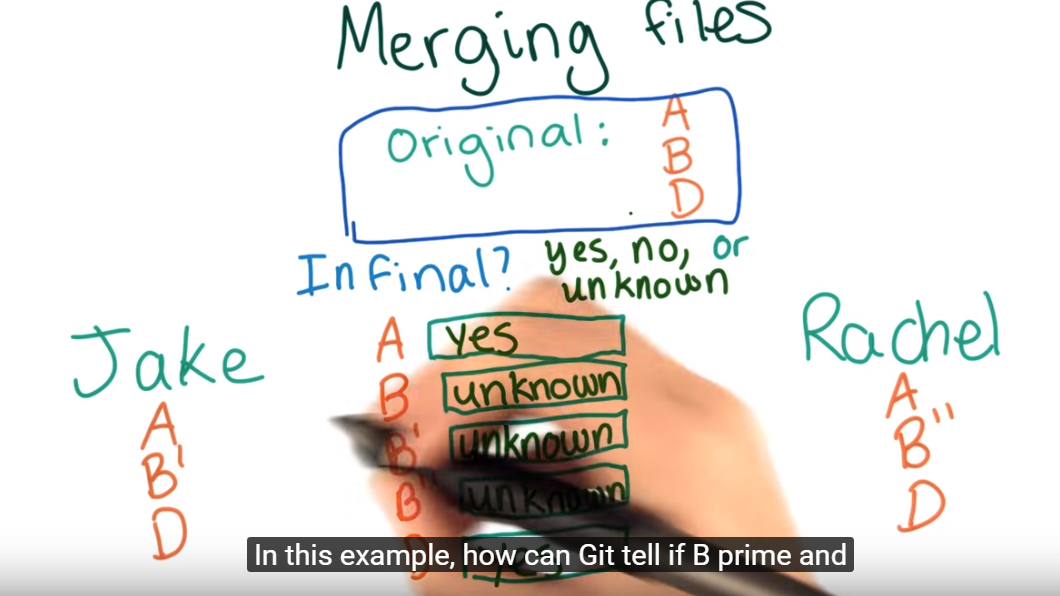 Merging files
Original: A
B
D
In Final? yes, no, or
unknown
Jake
A
B'
D
A yes
B unknown
B' unknown
B" unknown
D yes
Rachel
A
B"
D
In this example, how can Git tell if B prime and